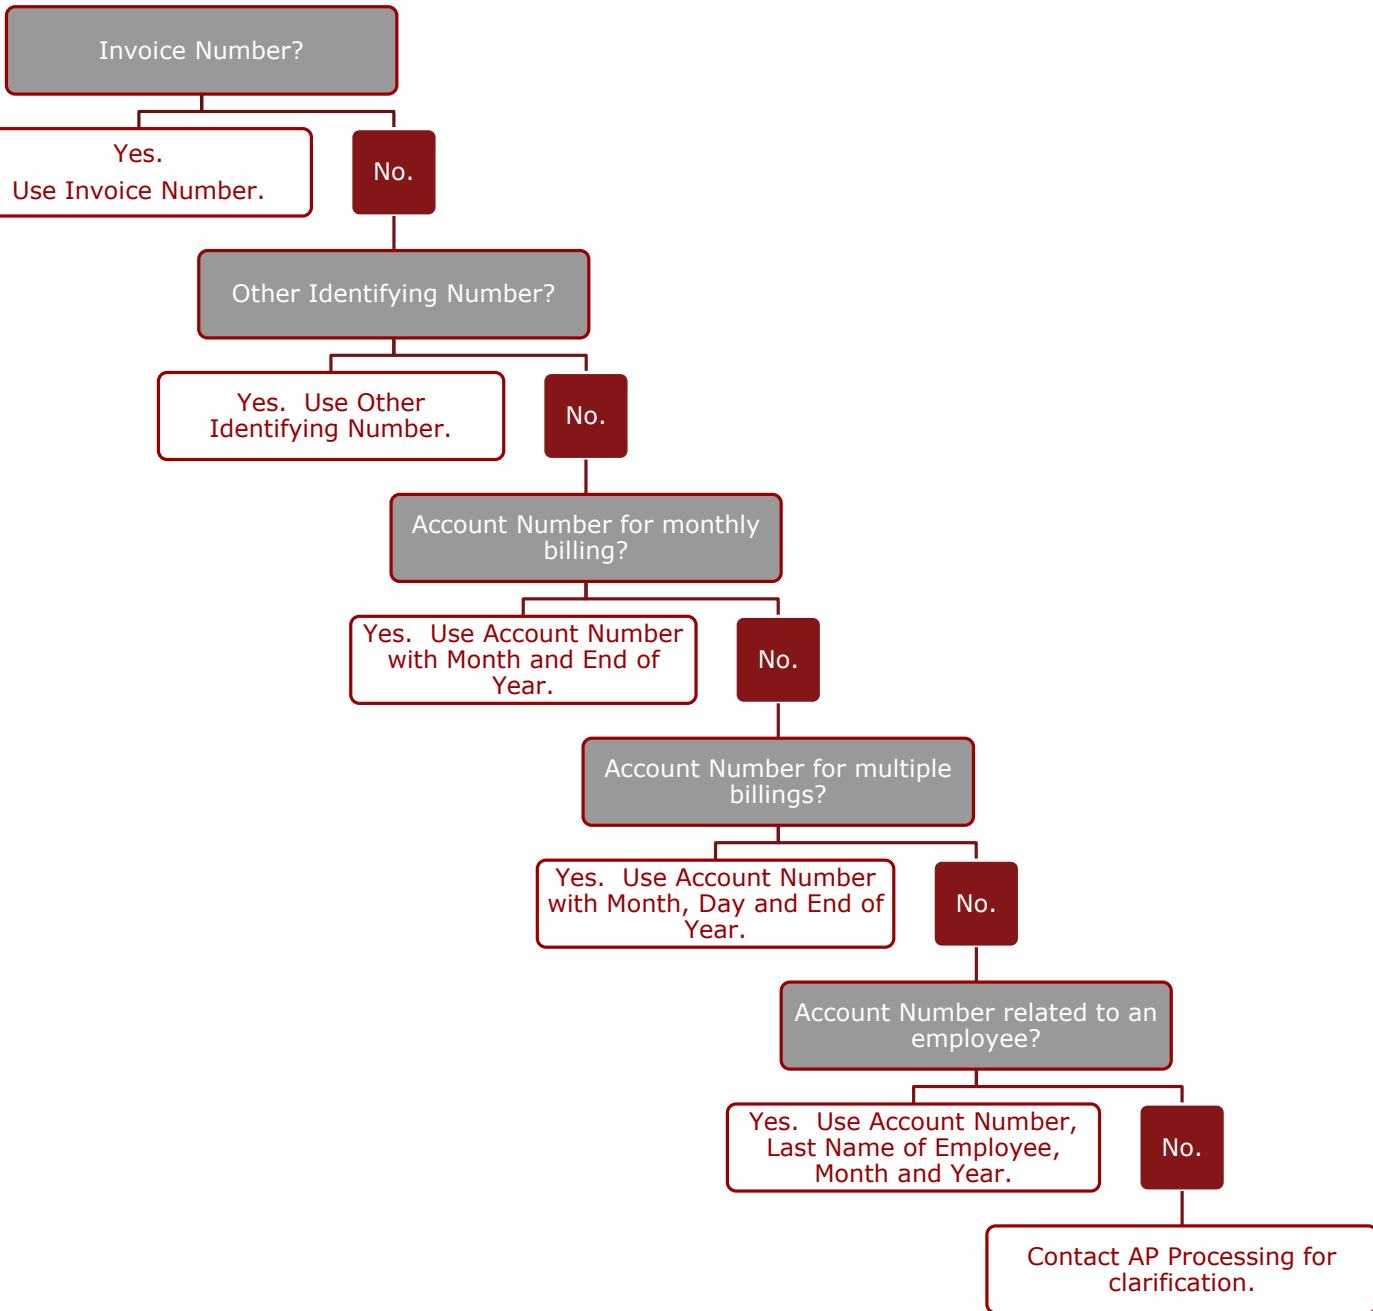 Invoice Number?
Yes.
Use Invoice Number.
No.
Other Identifying Number?
Yes.  Use Other
Identifying Number.
No.
Account Number for monthly
billing?
Yes.  Use Account Number
with Month and End of
Year.
No.
Account Number for multiple
billings?
Yes.  Use Account Number
with Month, Day and End of
Year.
No.
Account Number related to an
employee?
Yes.  Use Account Number,
Last Name of Employee,
Month and Year.
No.
Contact AP Processing for
clarification.